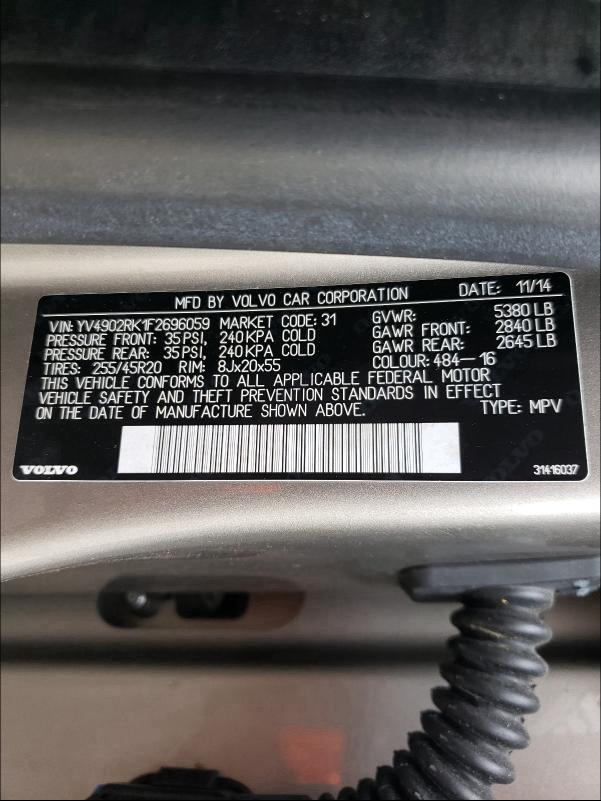 MFD BY VOLVO CAR CORPORATION DATE: 11/14
VIN: YV4902RK1F2696059 MARKET CODE: 31 GVWR: 5380 LB
PRESSURE FRONT: 35 PSI, 240 KPA COLD GAWR FRONT: 2840 LB
PRESSURE REAR: 35 PSI, 240 KPA COLD GAWR REAR: 2645 LB
TIRES: 255/45R20 RIM: 8Jx20x55 COLOUR: 484-16
THIS VEHICLE CONFORMS TO ALL APPLICABLE FEDERAL MOTOR
VEHICLE SAFETY AND THEFT PREVENTION STANDARDS IN EFFECT
ON THE DATE OF MANUFACTURE SHOWN ABOVE. TYPE: MPV
VOLVO 31416037